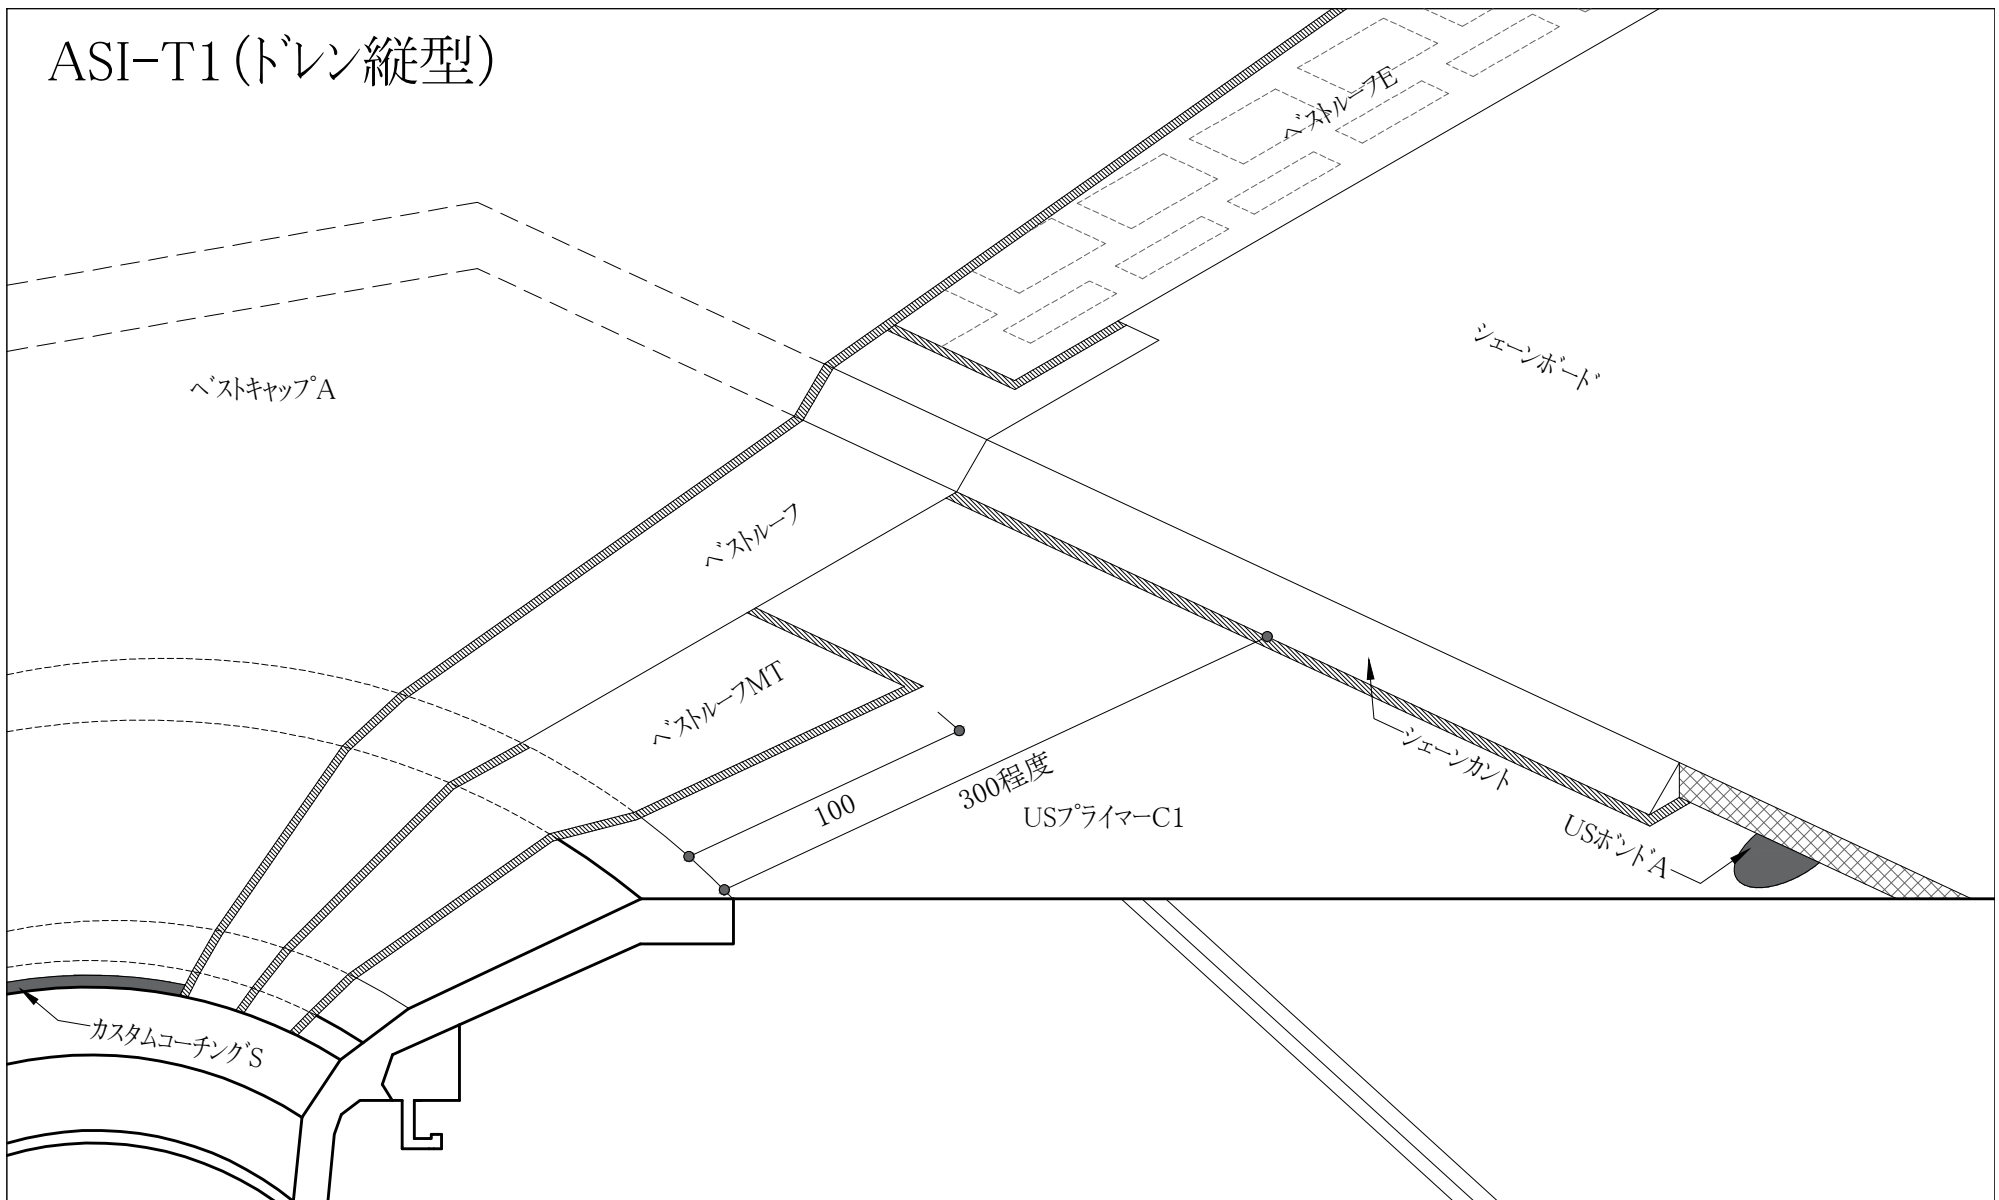 ASI-T1(ドレン縦型)
ベストルーフE
シェーンボード
ベストキャップA
ベストルーフ
ベストルーフMT
シェーンカント
300程度
100
USプライマーC1
USボンドA
カスタムコーチングS